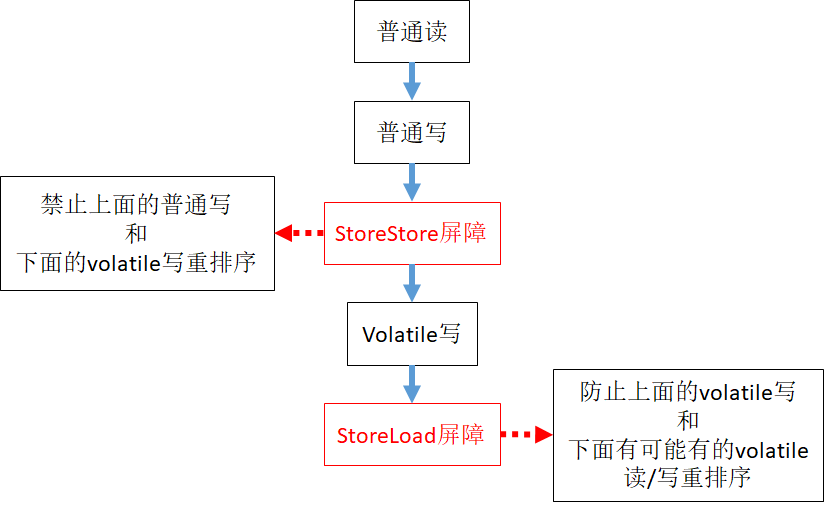 普通读
普通写
禁止上面的普通写
和
下面的volatile写重排序
StoreStore屏障
Volatile写
StoreLoad屏障
防止上面的volatile写
和
下面有可能有的volatile
读/写重排序